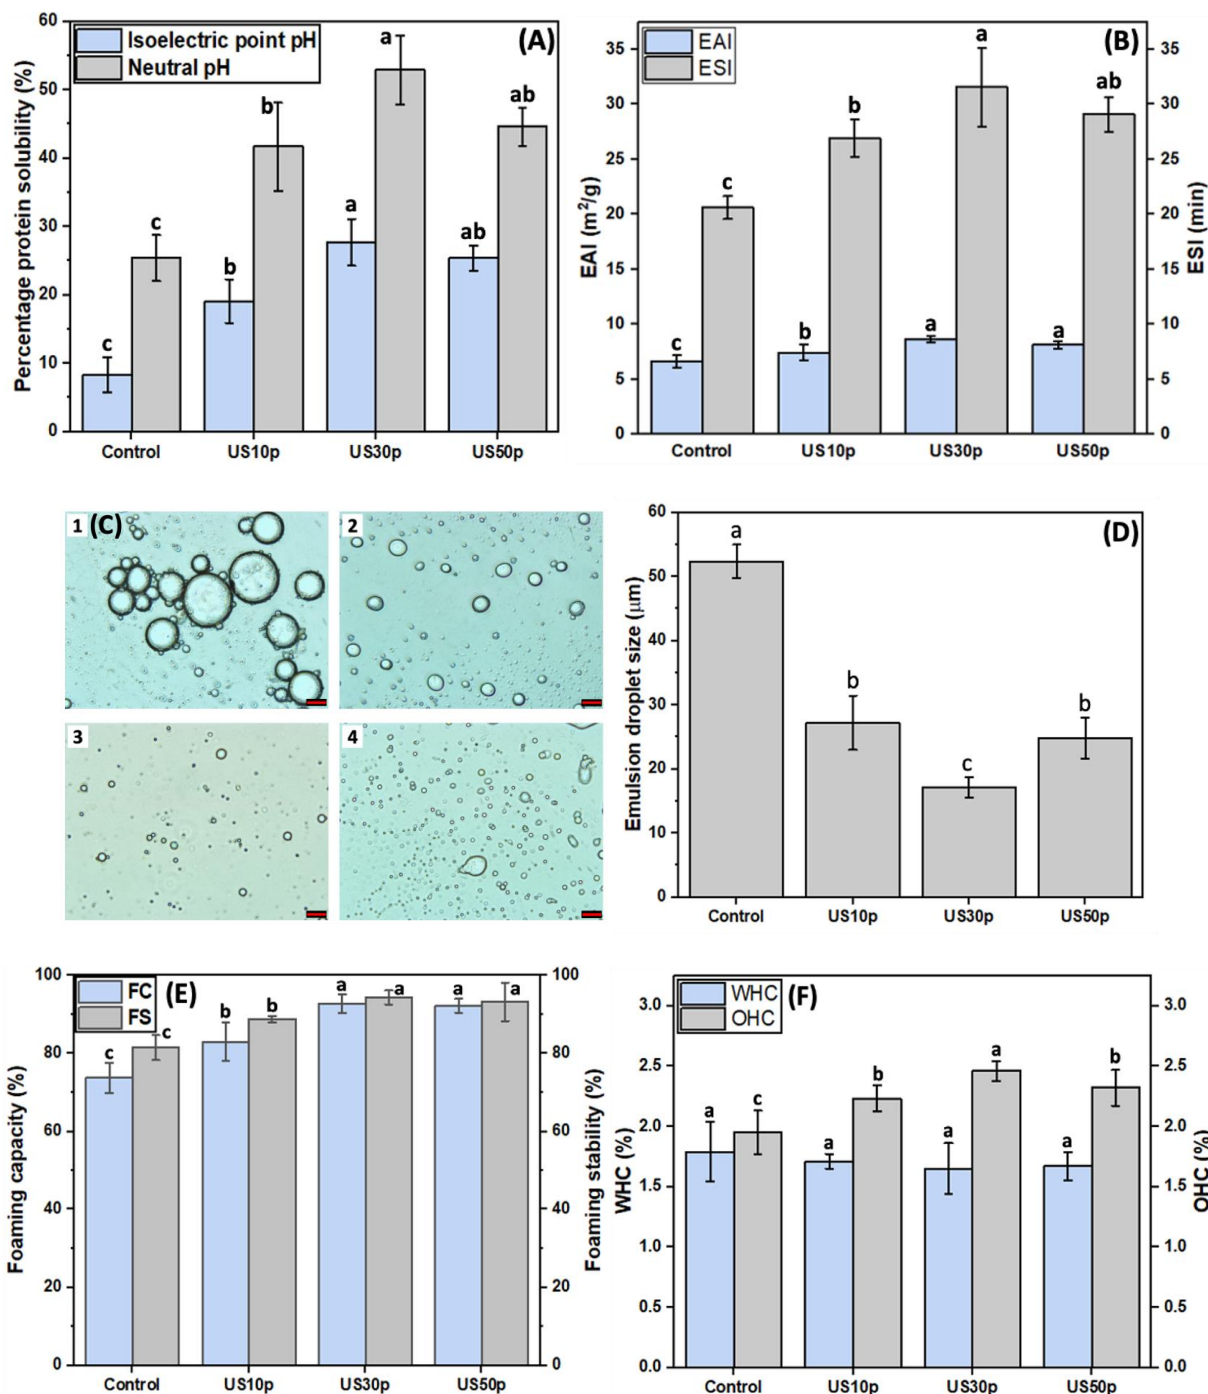 (A)
Isoelectric point pH
Neutral pH
Percentage protein solubility (%)
60
50
40
30
20
10
0
c
c
b
b
a
a
ab
ab
Control
US10p
US30p
US50p
(B)
EAI
ESI
EAI (m²/g)
35
30
25
20
15
10
5
0
c
c
b
b
a
a
a
ab
Control
US10p
US30p
US50p
ESI (min)
35
30
25
20
15
10
5
0
1
(C)
2
3
4
(D)
Emulsion droplet size (μm)
60
50
40
30
20
10
0
a
b
c
b
Control
US10p
US30p
US50p
(E)
FC
FS
Foaming capacity (%)
100
80
60
40
20
0
c
c
b
b
a
a
a
a
Control
US10p
US30p
US50p
Foaming stability (%)
100
80
60
40
20
0
(F)
WHC
OHC
WHC (%)
3.0
2.5
2.0
1.5
1.0
0.5
0.0
a
c
a
b
a
a
a
b
Control
US10p
US30p
US50p
OHC (%)
3.0
2.5
2.0
1.5
1.0
0.5
0.0